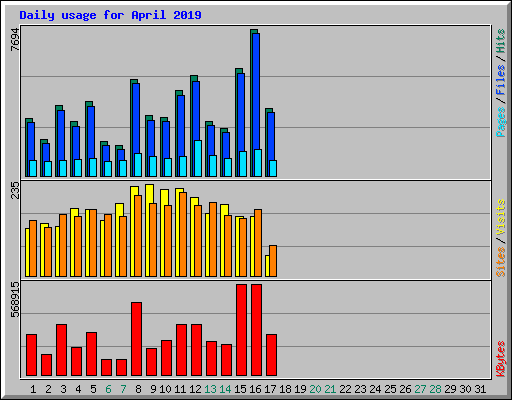 Daily usage for April 2019
7694
Pages / Files / Hits
235
Sites / Visits
568915
KBytes
1 2 3 4 5 6 7 8 9 10 11 12 13 14 15 16 17 18 19 20 21 22 23 24 25 26 27 28 29 30 31